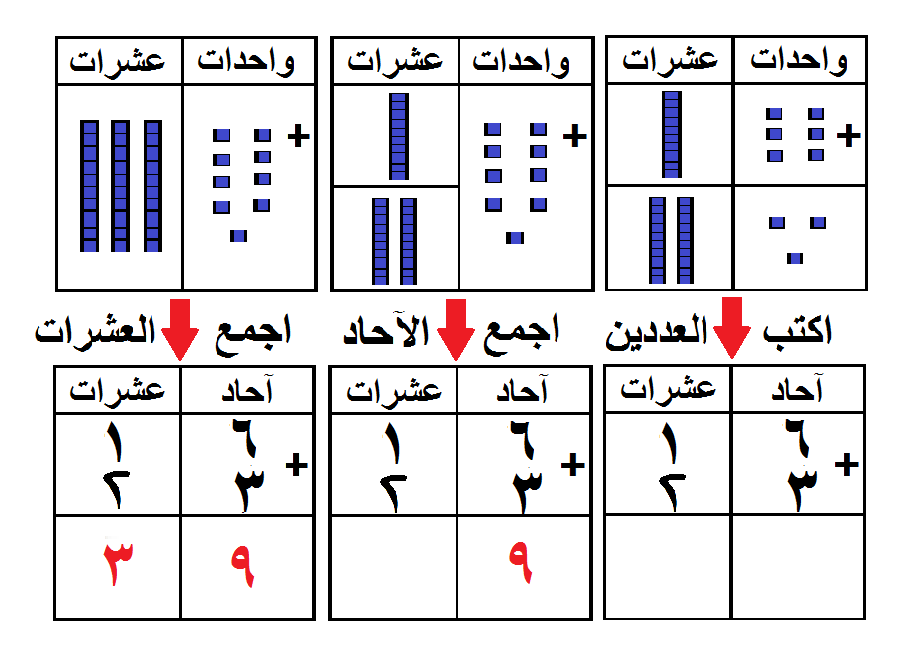 واحدات عشرات
+
واحدات عشرات
+
واحدات عشرات
+
اكتب العددين
اجمع الآحاد
اجمع العشرات
آحاد عشرات
٦ ١
+
٣ ٢
آحاد عشرات
٦ ١
+
٣ ٢
٩
آحاد عشرات
٦ ١
+
٣ ٢
٩ ٣